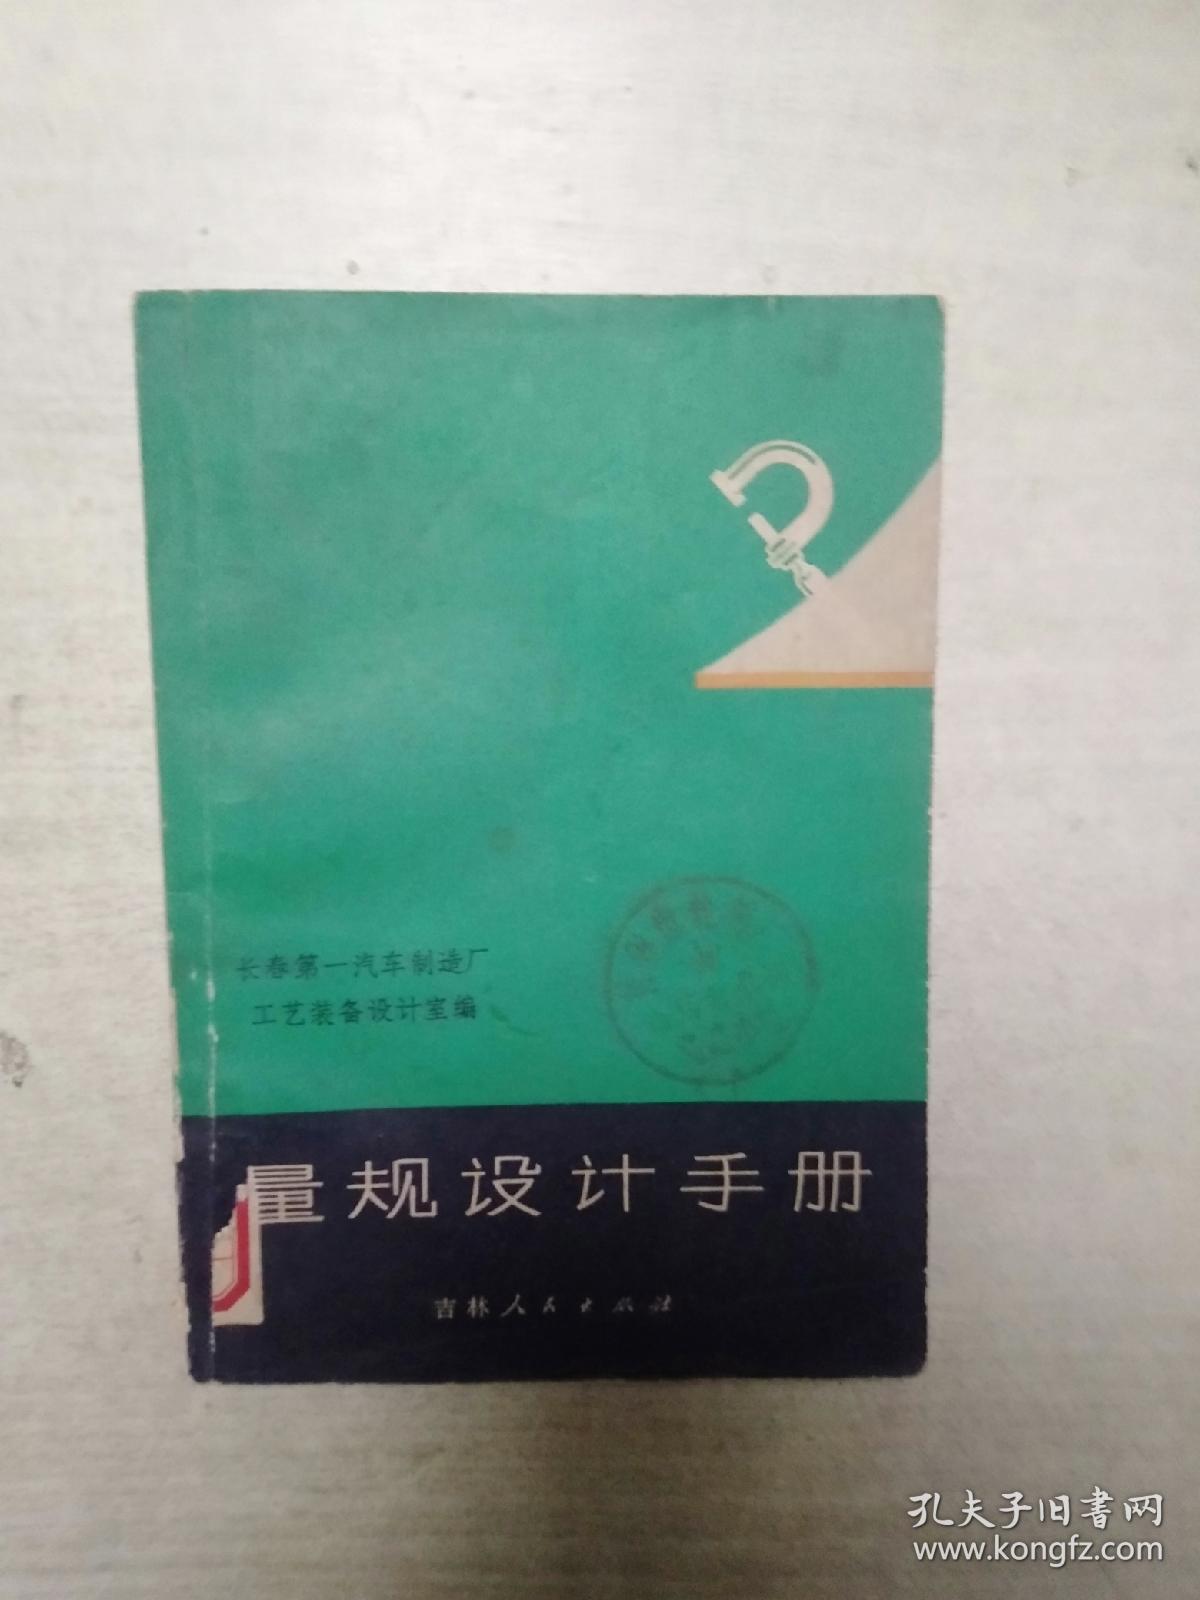 长春第一汽车制造厂
工艺装备设计室编
量规设计手册
吉林人民出版社
孔夫子旧书网
www.kongfz.com